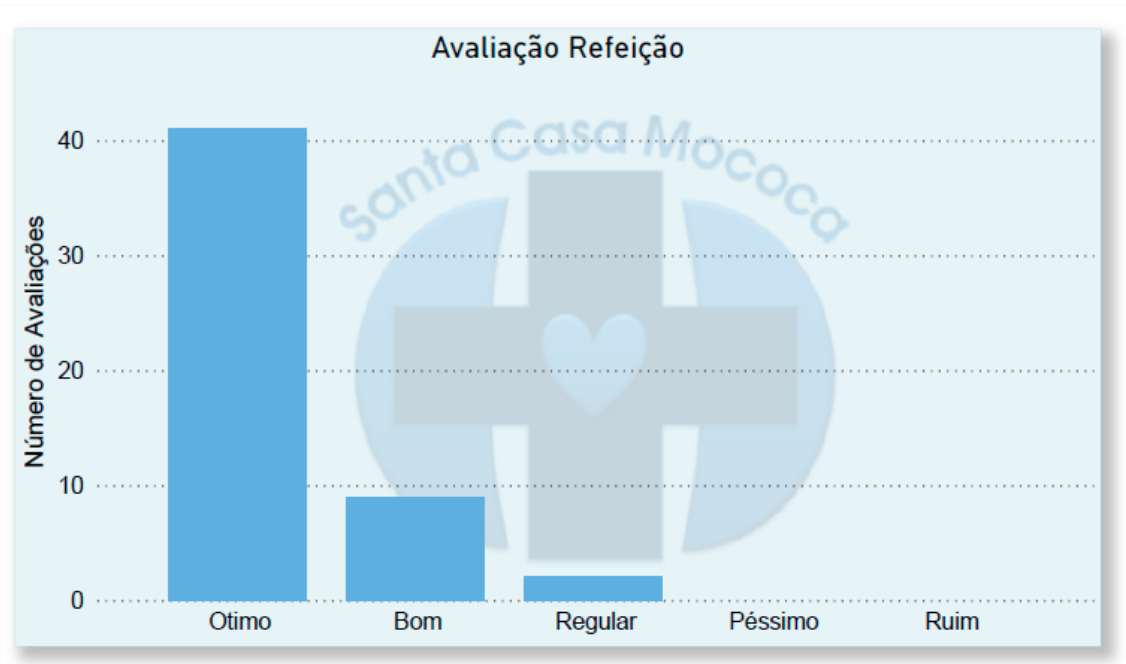 Avaliação Refeição
Santa Casa Mococa
Número de Avaliações
40
30
20
10
0
Otimo
Bom
Regular
Péssimo
Ruim